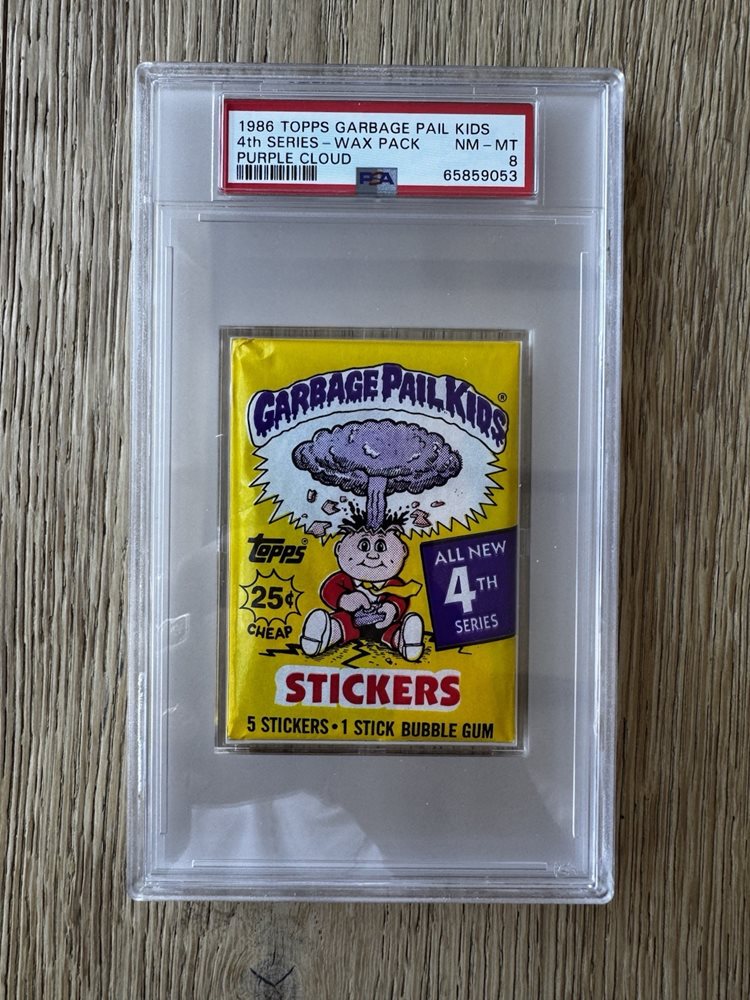 1986 TOPPS GARBAGE PAIL KIDS
4th SERIES - WAX PACK NM - MT
PURPLE CLOUD 8
PSA 65859053
GARBAGE PAIL KIDS ®
topps®
ALL NEW
4TH
SERIES
25¢
CHEAP
STICKERS
5 STICKERS • 1 STICK BUBBLE GUM